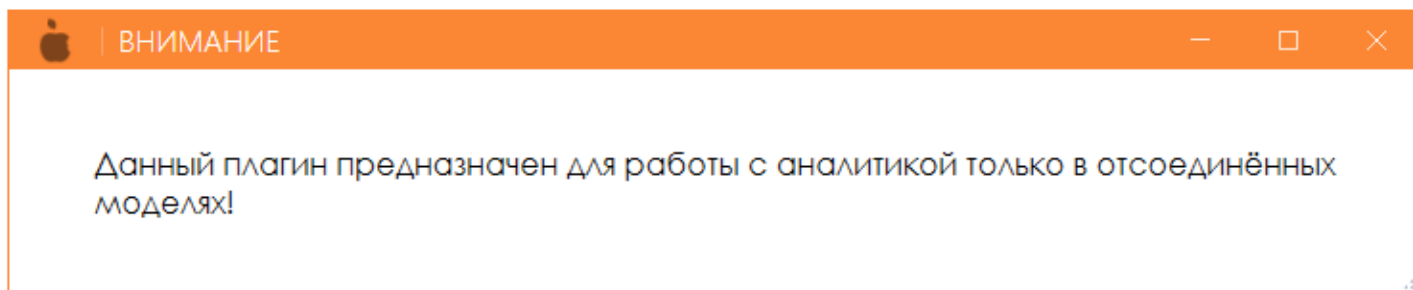 ВНИМАНИЕ
Данный плагин предназначен для работы с аналитикой только в отсоединённых
моделях!